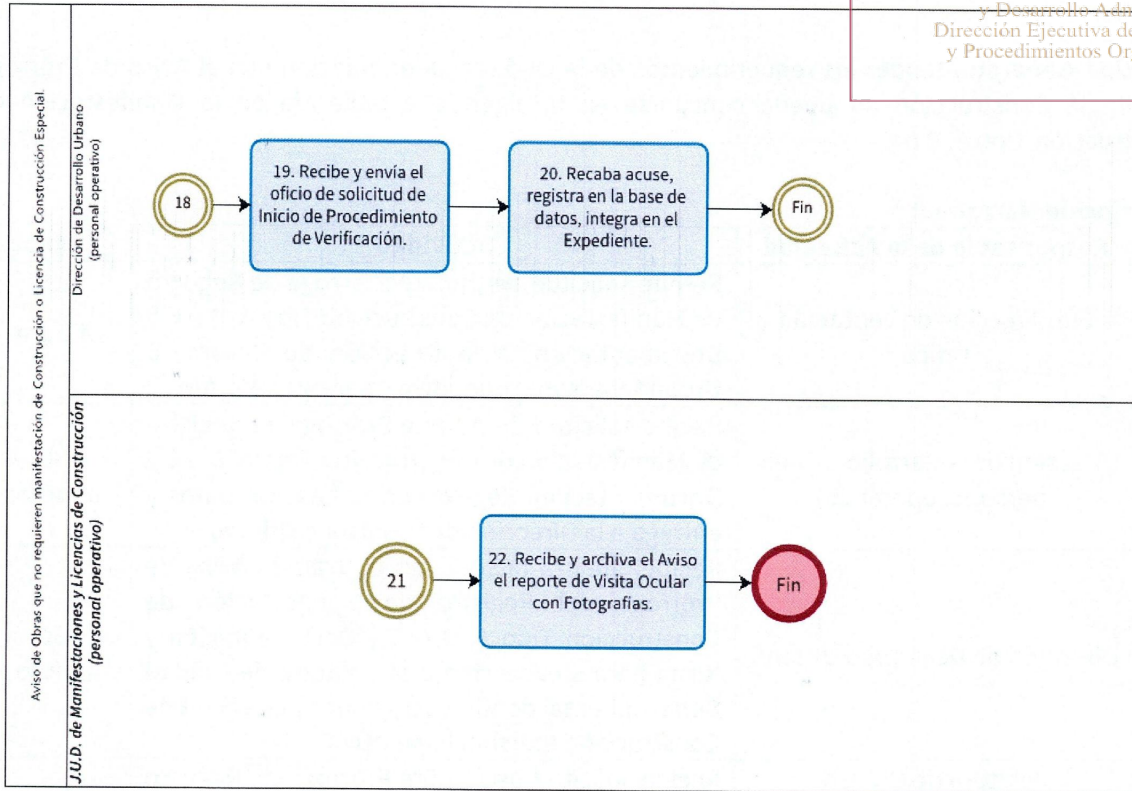 y Desarrollo Adm
Dirección Ejecutiva de
y Procedimientos Or
Aviso de Obras que no requieren manifestación de Construcción o Licencia de Construcción Especial.
Dirección de Desarrollo Urbano
(personal operativo)
18
19. Recibe y envía el
oficio de solicitud de
Inicio de Procedimiento
de Verificación.
20. Recaba acuse,
registra en la base de
datos, integra en el
Expediente.
Fin
J.U.D. de Manifestaciones y Licencias de Construcción
(personal operativo)
21
22. Recibe y archiva el Aviso
el reporte de Visita Ocular
con Fotografías.
Fin